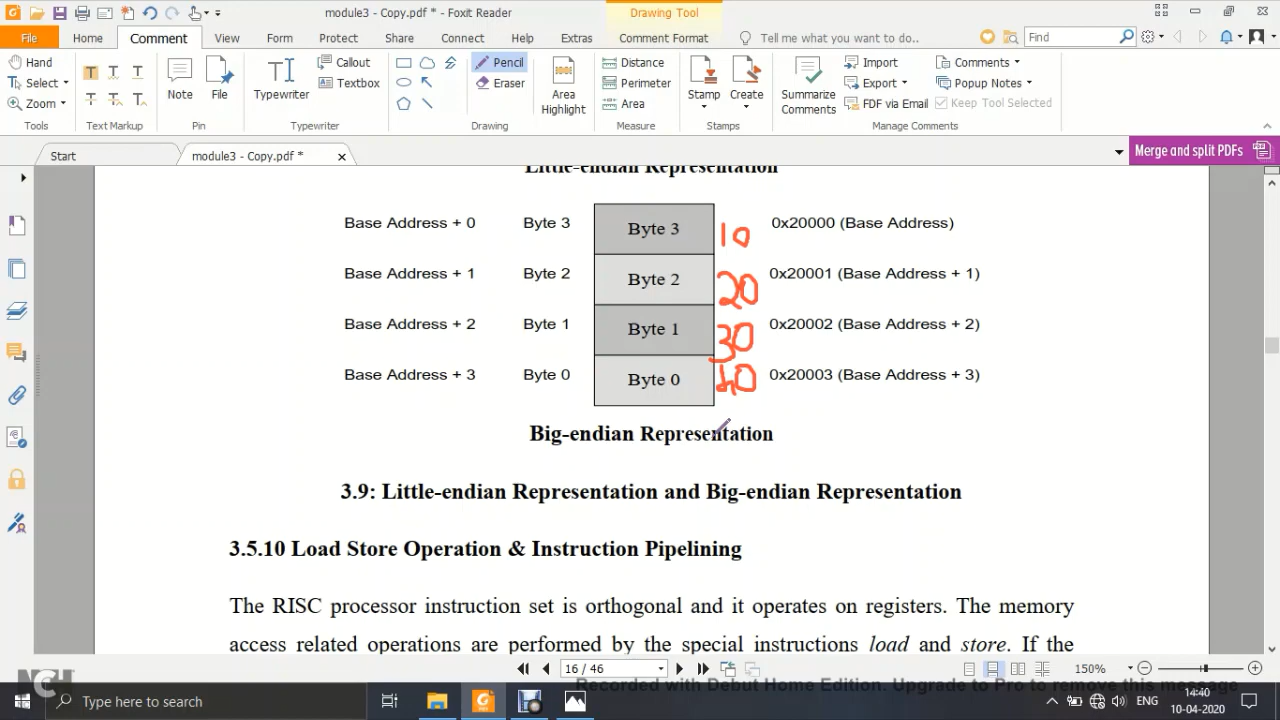 module3 - Copy.pdf * - Foxit Reader
Drawing Tool
File Home Comment View Form Protect Share Connect Help Extras Comment Format Tell me what you want to do.. Find
Hand
Select
Zoom
Tools
Text Markup
Note
File
Pin
Typewriter
Callout
Textbox
Typewriter
Pencil
Eraser
Drawing
Area Highlight
Distance
Perimeter
Area
Measure
Stamp
Create
Stamps
Summarize Comments
Import
Export
FDF via Email
Comments
Popup Notes
Keep Tool Selected
Manage Comments
Start
module3 - Copy.pdf *
Merge and split PDFs
Little-endian Representation
Base Address + 0 Byte 3 Byte 3 10 0x20000 (Base Address)
Base Address + 1 Byte 2 Byte 2 20 0x20001 (Base Address + 1)
Base Address + 2 Byte 1 Byte 1 30 0x20002 (Base Address + 2)
Base Address + 3 Byte 0 Byte 0 40 0x20003 (Base Address + 3)
Big-endian Representation
3.9: Little-endian Representation and Big-endian Representation
3.5.10 Load Store Operation & Instruction Pipelining
The RISC processor instruction set is orthogonal and it operates on registers. The memory
access related operations are performed by the special instructions load and store. If the
16 / 46
150%
NCH
Recorded with Debut Home Edition. Upgrade to Pro to remove this message
Type here to search
ENG
14:40
10-04-2020